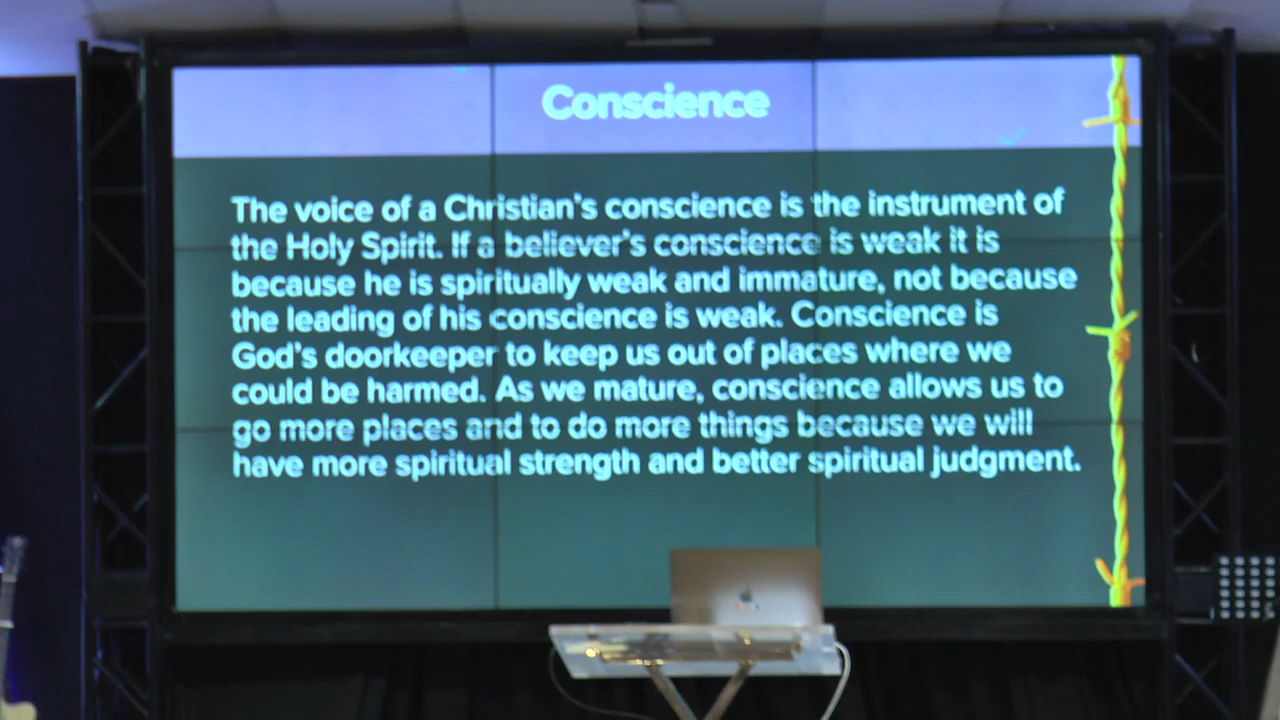 Conscience
The voice of a Christian's conscience is the instrument of
the Holy Spirit. If a believer's conscience is weak it is
because he is spiritually weak and immature, not because
the leading of his conscience is weak. Conscience is
God's doorkeeper to keep us out of places where we
could be harmed. As we mature, conscience allows us to
go more places and to do more things because we will
have more spiritual strength and better spiritual judgment.